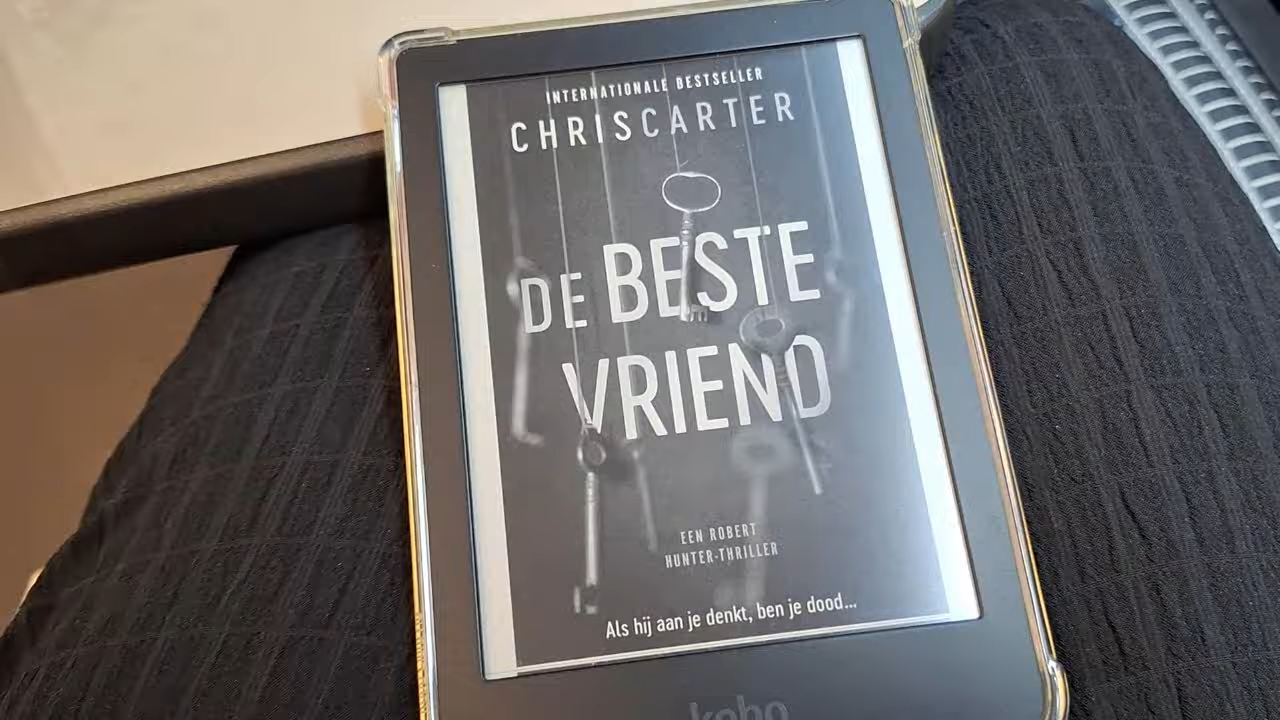 INTERNATIONALE BESTSELLER
CHRIS CARTER
DE BESTE
VRIEND
EEN ROBERT
HUNTER-THRILLER
Als hij aan je denkt, ben je dood...
kobo